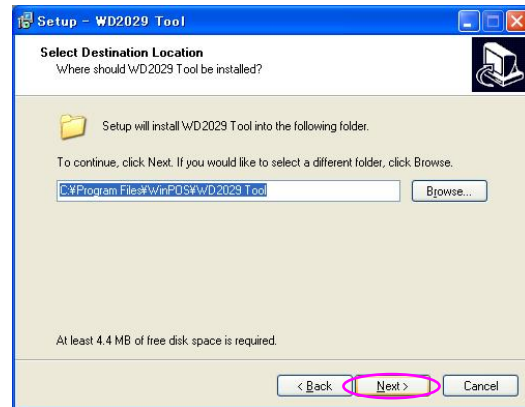 Setup - WD2029 Tool
Select Destination Location
Where should WD2029 Tool be installed?
Setup will install WD2029 Tool into the following folder.
To continue, click Next. If you would like to select a different folder, click Browse.
C:¥Program Files¥WinPOS¥WD2029 Tool
Browse...
At least 4.4 MB of free disk space is required.
< Back
Next >
Cancel